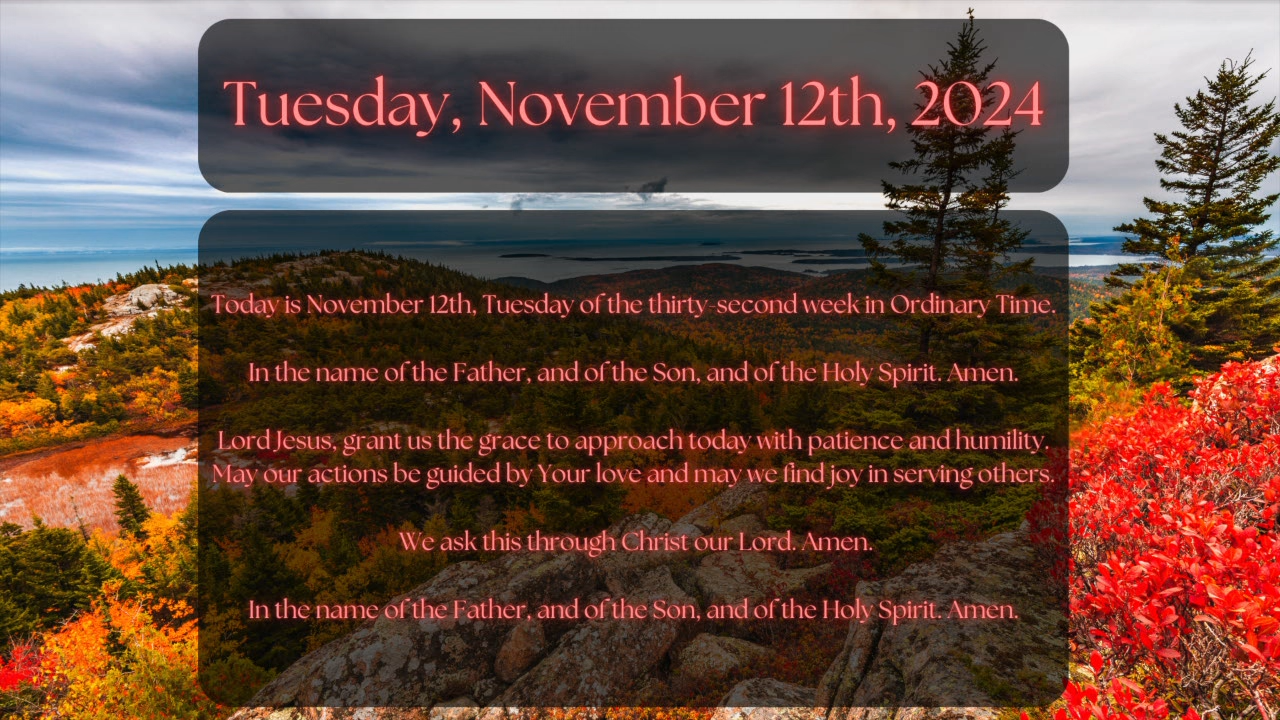 Tuesday, November 12th, 2024
Today is November 12th, Tuesday of the thirty-second week in Ordinary Time.
In the name of the Father, and of the Son, and of the Holy Spirit. Amen.
Lord Jesus, grant us the grace to approach today with patience and humility.
May our actions be guided by Your love and may we find joy in serving others.
We ask this through Christ our Lord. Amen.
In the name of the Father, and of the Son, and of the Holy Spirit. Amen.